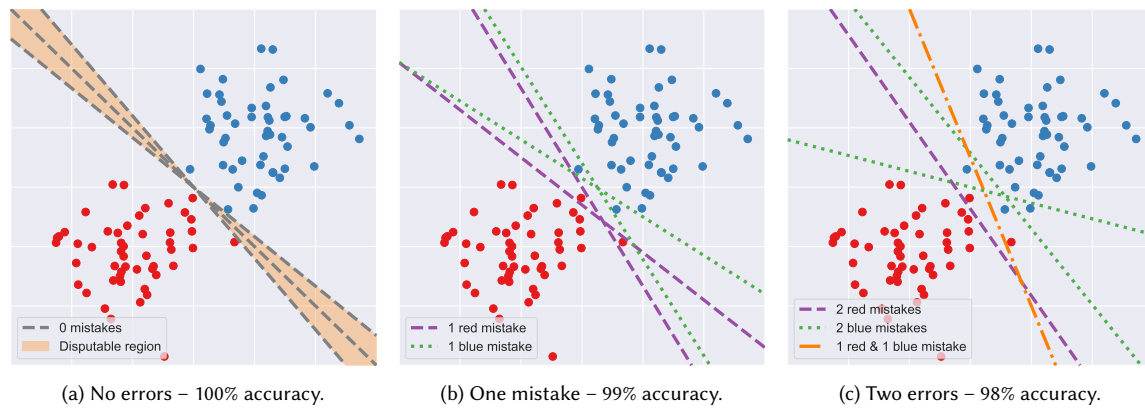 0 mistakes
Disputable region
1 red mistake
1 blue mistake
2 red mistakes
2 blue mistakes
1 red & 1 blue mistake
(a) No errors – 100% accuracy.
(b) One mistake – 99% accuracy.
(c) Two errors – 98% accuracy.